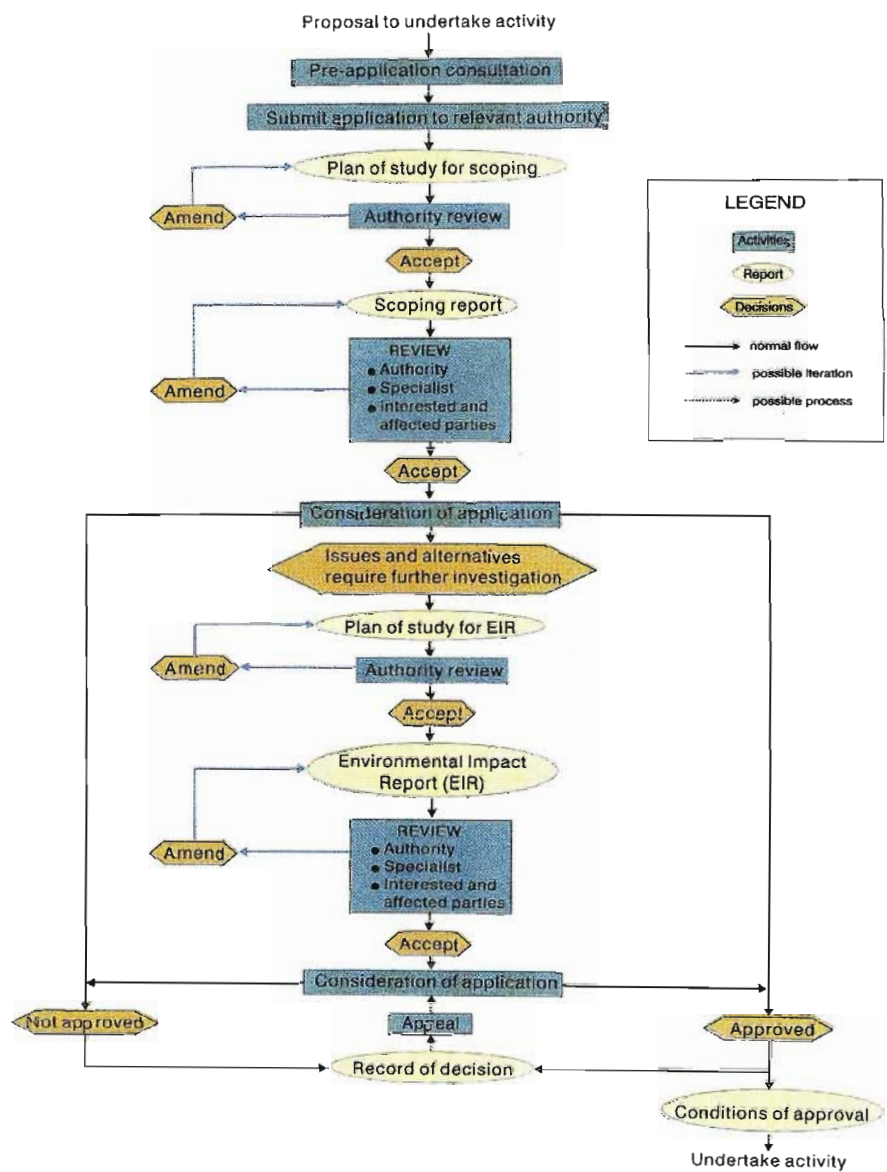 Proposal to undertake activity
Pre-application consultation
Submit application to relevant authority
Plan of study for scoping
Amend
Authority review
Accept
Scoping report
REVIEW
● Authority
● Specialist
● interested and
affected parties
Amend
Accept
Consideration of application
Issues and alternatives
require further investigation
Plan of study for EIR
Amend
Authority review
Accept
Environmental Impact
Report (EIR)
REVIEW
● Authority
● Specialist
● Interested and
affected parties
Amend
Accept
Consideration of application
Not approved
Appeal
Approved
Record of decision
Conditions of approval
Undertake activity
LEGEND
Activities
Report
Decisions
normal flow
possible iteration
possible process